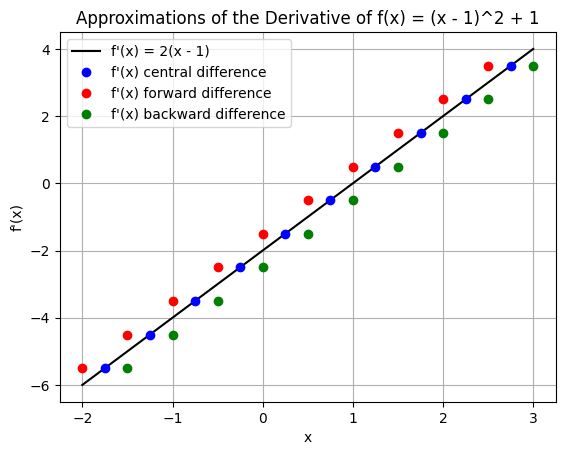 Approximations of the Derivative of f(x) = (x - 1)^2 + 1
f'(x) = 2(x - 1)
f'(x) central difference
f'(x) forward difference
f'(x) backward difference
4
2
0
−2
−4
−6
f'(x)
−2
−1
0
1
2
3
x